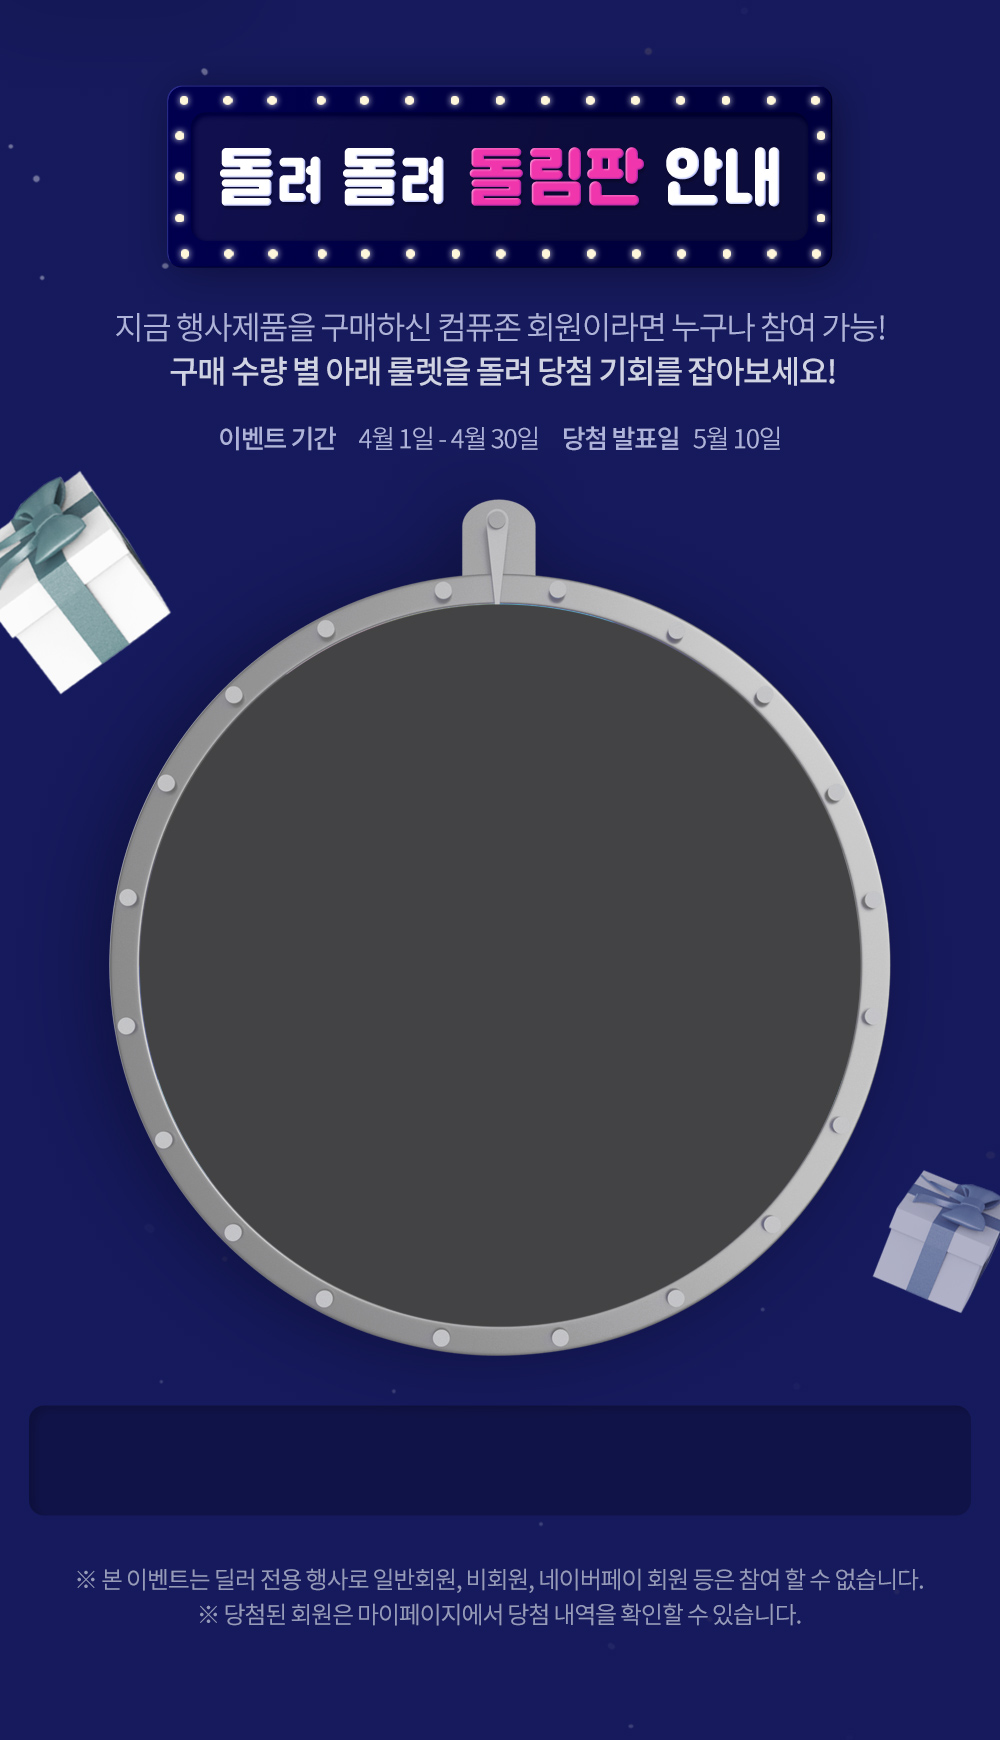 돌려 돌려 돌림판 안내
지금 행사제품을 구매하신 컴퓨존 회원이라면 누구나 참여 가능!
구매 수량 별 아래 룰렛을 돌려 당첨 기회를 잡아보세요!
이벤트 기간 4월 1일 - 4월 30일 당첨 발표일 5월 10일
※ 본 이벤트는 딜러 전용 행사로 일반회원, 비회원, 네이버페이 회원 등은 참여 할 수 없습니다.
※ 당첨된 회원은 마이페이지에서 당첨 내역을 확인할 수 있습니다.